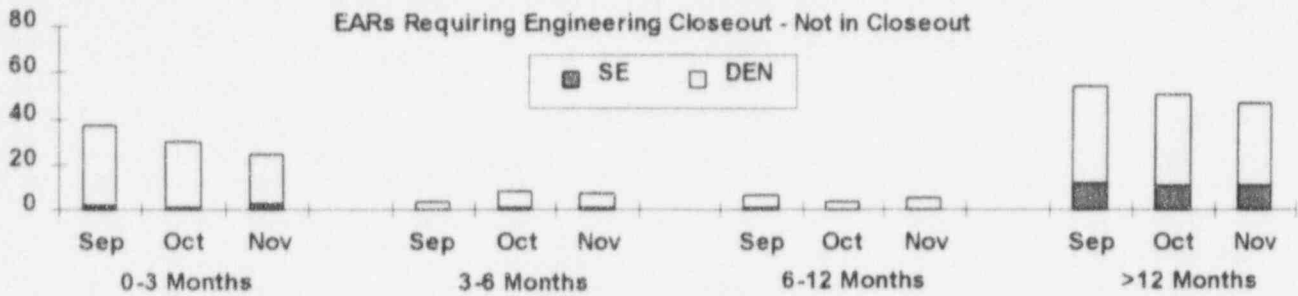 EARs Requiring Engineering Closeout - Not in Closeout
SE DEN
80
60
40
20
0
Sep Oct Nov Sep Oct Nov Sep Oct Nov Sep Oct Nov
0-3 Months 3-6 Months 6-12 Months >12 Months